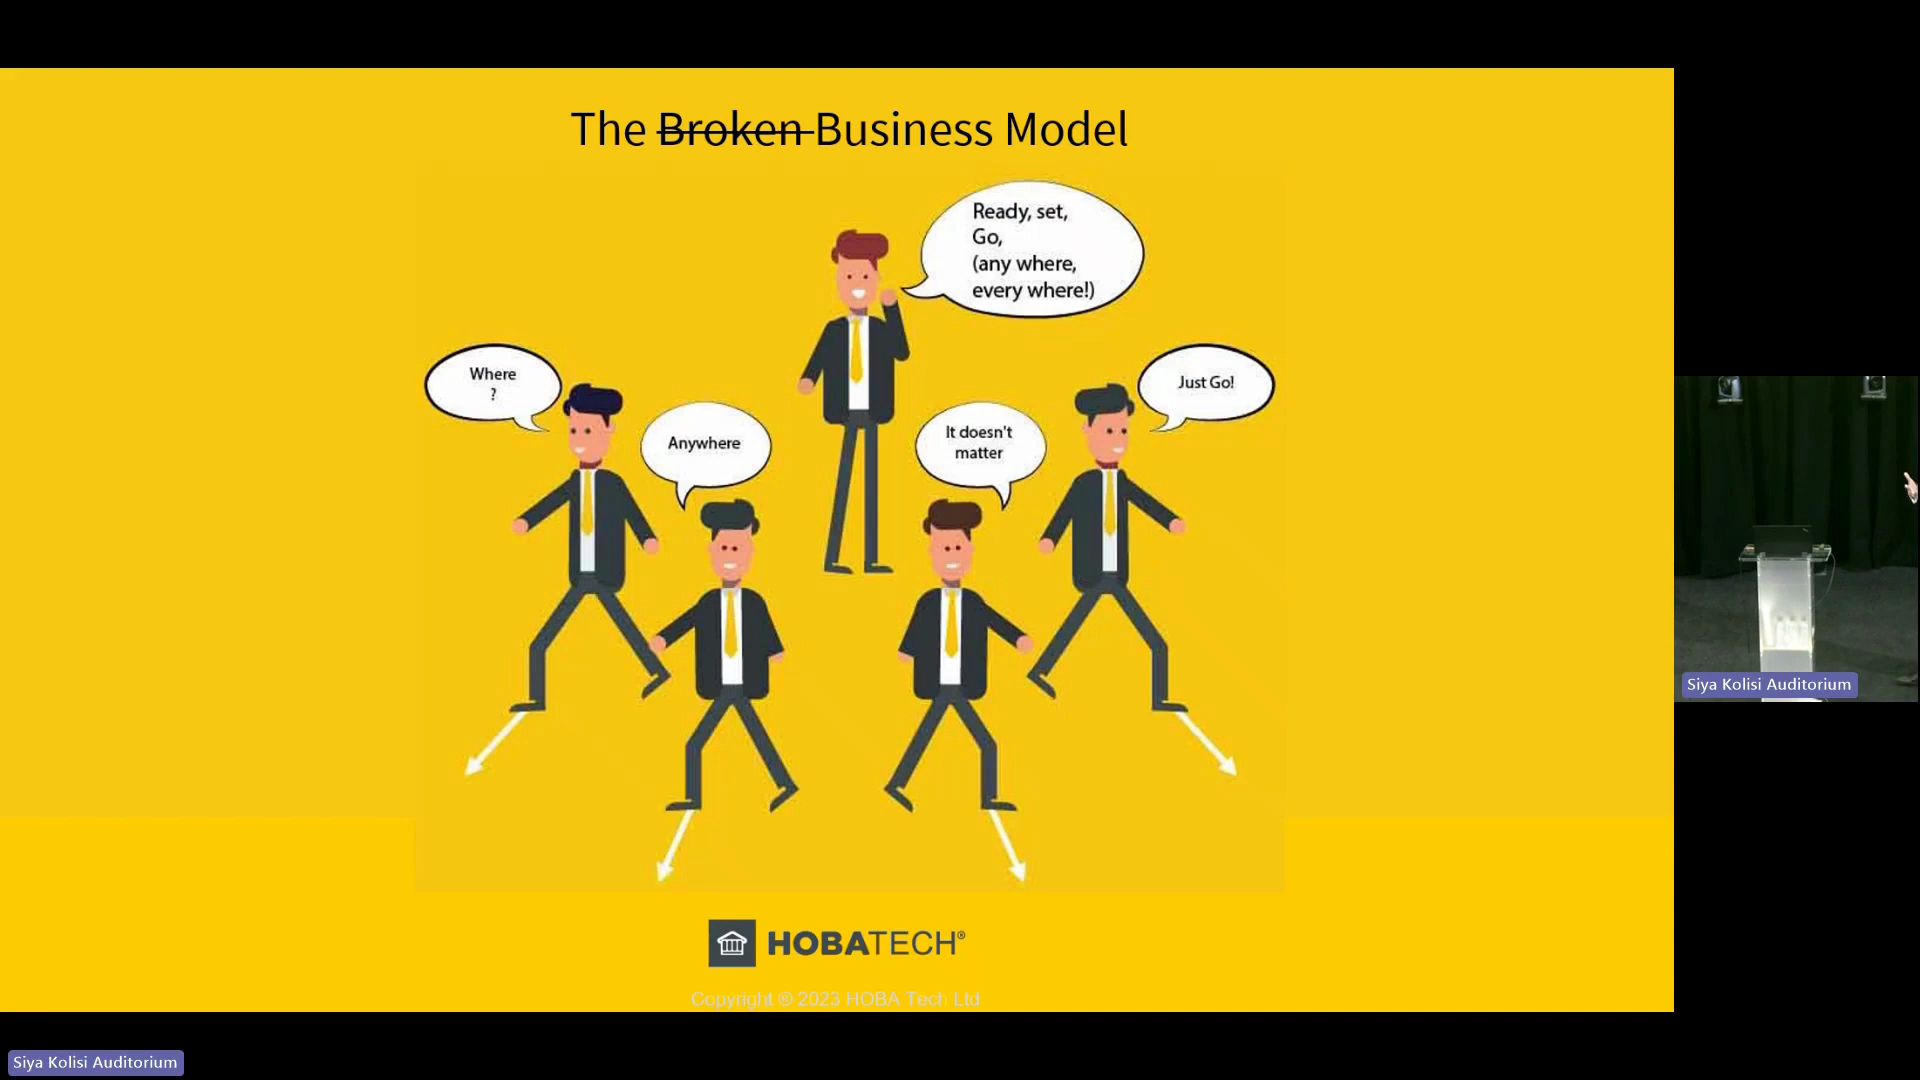 The Broken Business Model
Ready, set,
Go,
(any where,
every where!)
Where
?
Just Go!
Anywhere
It doesn't
matter
HOBATECH®
Copyright ® 2023 HOBA Tech Ltd
Siya Kolisi Auditorium
Siya Kolisi Auditorium